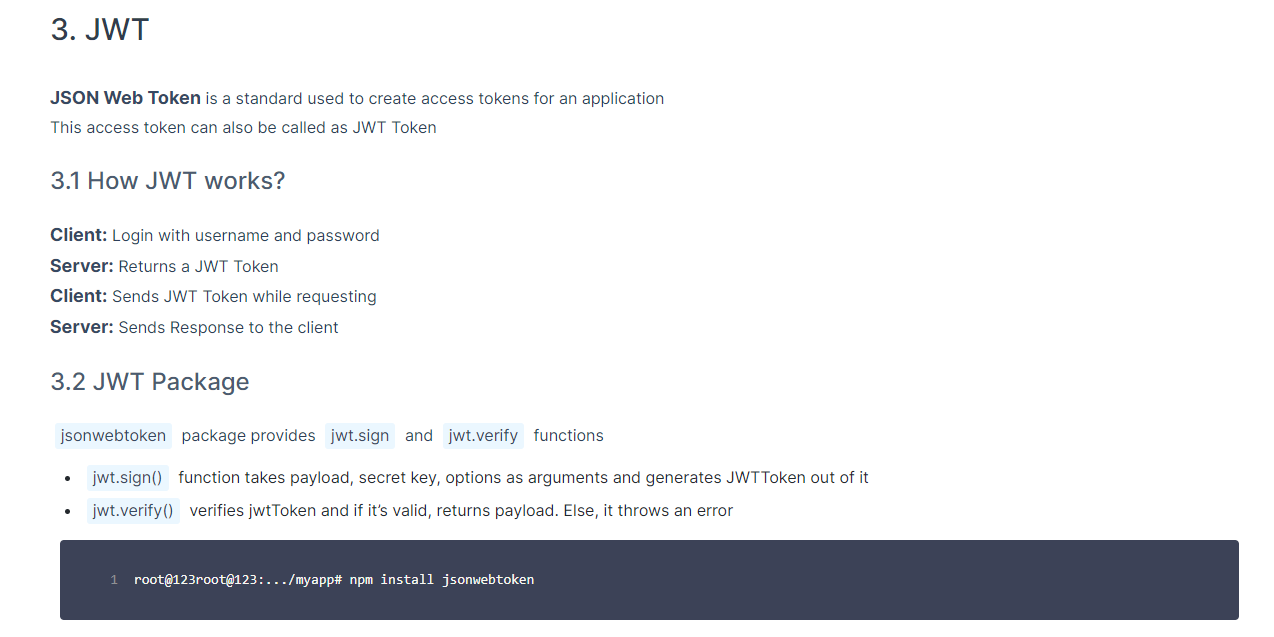 3. JWT
JSON Web Token is a standard used to create access tokens for an application
This access token can also be called as JWT Token
3.1 How JWT works?
Client: Login with username and password
Server: Returns a JWT Token
Client: Sends JWT Token while requesting
Server: Sends Response to the client
3.2 JWT Package
jsonwebtoken package provides jwt.sign and jwt.verify functions
• jwt.sign() function takes payload, secret key, options as arguments and generates JWTToken out of it
• jwt.verify() verifies jwtToken and if it’s valid, returns payload. Else, it throws an error
1 root@123root@123:.../myapp# npm install jsonwebtoken